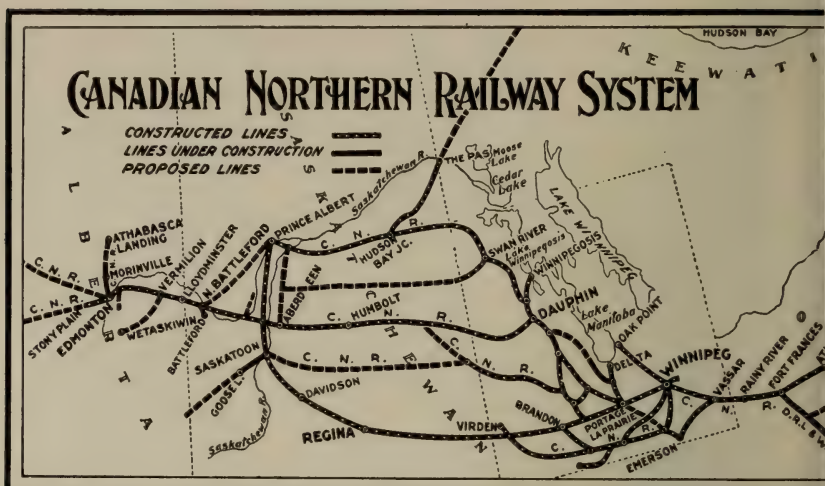 HUDSON BAY
KEEWATI
CANADIAN NORTHERN RAILWAY SYSTEM
CONSTRUCTED LINES
LINES UNDER CONSTRUCTION
PROPOSED LINES
ALBERTA
SASKATCHEWAN
Saskatchewan R.
THE PAS
Moose Lake
Cedar Lake
LAKE WINNIPEG
PRINCE ALBERT
C. N. R.
HUDSON BAY JC.
SWAN RIVER
Lake Winnipegosis
WINNIPEGOSIS
ATHABASCA LANDING
MORINVILLE
VERMILION
LLOYDMINSTER
N. BATTLEFORD
C. N. R.
C. N. R.
STONY PLAIN
EDMONTON
WETASKIWIN
BATTLEFORD
ABERDEEN
C. N. R.
HUMBOLT
DAUPHIN
Lake Manitoba
OAK POINT
SASKATOON
C. N. R.
C. N. R.
DELTA
WINNIPEG
GOOSE L.
DAVIDSON
BRANDON
PORTAGE LA PRAIRIE
VASSAR
RAINY RIVER
FORT FRANCES
C. N. R.
D.R.L & W
Saskatchewan R.
REGINA
VIRDEN
C. N. R.
EMERSON